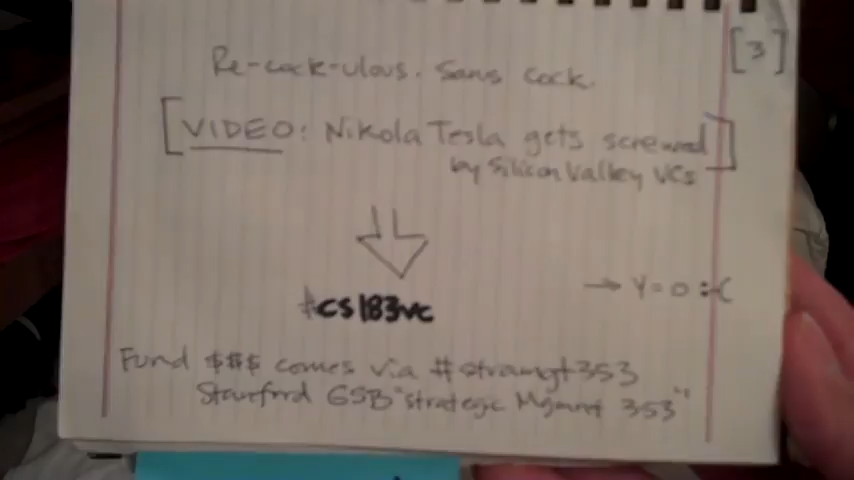 [3]
Re-cock-ulous. Sans cock.
[VIDEO: Nikola Tesla gets screwed
by Silicon Valley VCs]
#cs183vc
→ Y=0 :-(
Fund $$$ comes via #stramgt353
Stanford GSB "Strategic Mgmnt 353"